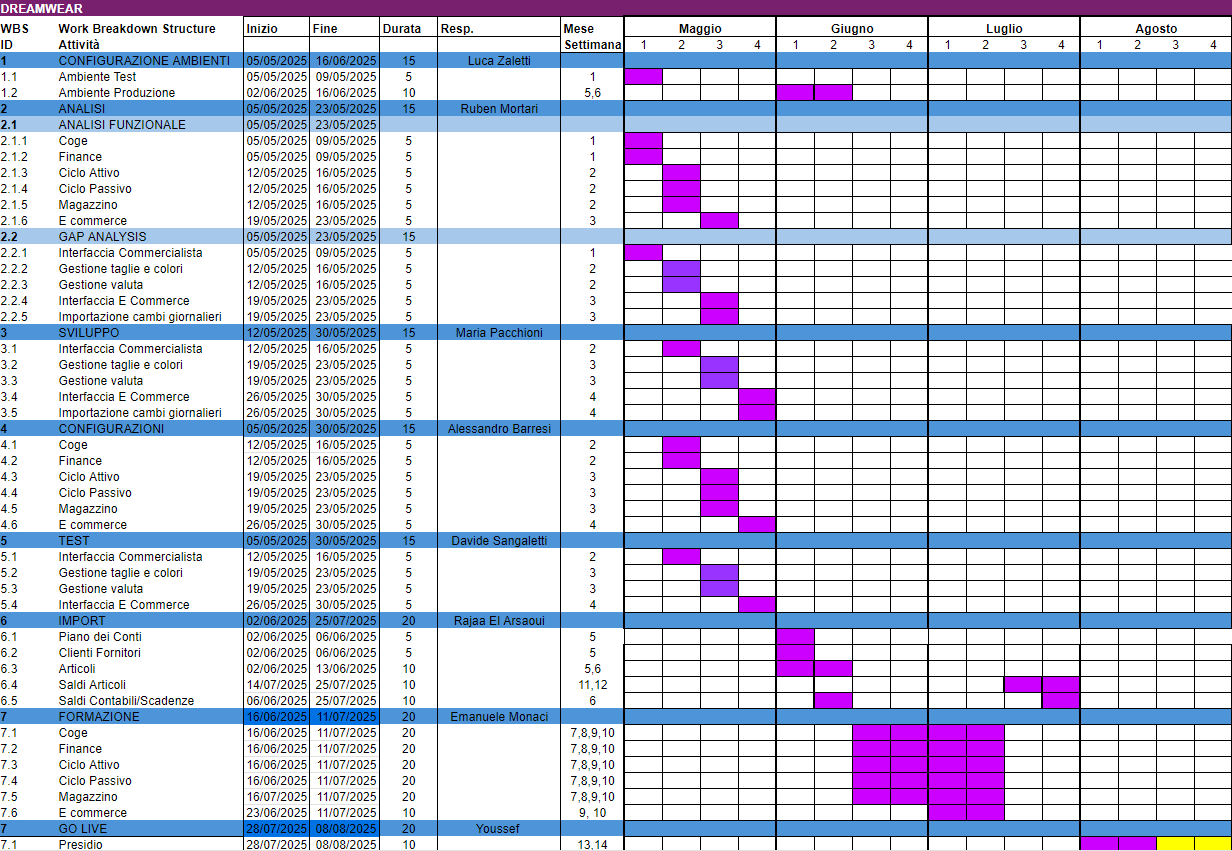 DREAMWEAR
WBS Work Breakdown Structure Inizio Fine Durata Resp. Mese Maggio Giugno Luglio Agosto
ID Attività Settimana 1 2 3 4 1 2 3 4 1 2 3 4 1 2 3 4
1 CONFIGURAZIONE AMBIENTI 05/05/2025 16/06/2025 15 Luca Zaletti
1.1 Ambiente Test 05/05/2025 09/05/2025 5 1
1.2 Ambiente Produzione 02/06/2025 16/06/2025 10 5,6
2 ANALISI 05/05/2025 23/05/2025 15 Ruben Mortari
2.1 ANALISI FUNZIONALE 05/05/2025 23/05/2025
2.1.1 Coge 05/05/2025 09/05/2025 5 1
2.1.2 Finance 05/05/2025 09/05/2025 5 1
2.1.3 Ciclo Attivo 12/05/2025 16/05/2025 5 2
2.1.4 Ciclo Passivo 12/05/2025 16/05/2025 5 2
2.1.5 Magazzino 12/05/2025 16/05/2025 5 2
2.1.6 E commerce 19/05/2025 23/05/2025 5 3
2.2 GAP ANALYSIS 05/05/2025 23/05/2025 15
2.2.1 Interfaccia Commercialista 05/05/2025 09/05/2025 5 1
2.2.2 Gestione taglie e colori 12/05/2025 16/05/2025 5 2
2.2.3 Gestione valuta 12/05/2025 16/05/2025 5 2
2.2.4 Interfaccia E Commerce 19/05/2025 23/05/2025 5 3
2.2.5 Importazione cambi giornalieri 19/05/2025 23/05/2025 5 3
3 SVILUPPO 12/05/2025 30/05/2025 15 Maria Pacchioni
3.1 Interfaccia Commercialista 12/05/2025 16/05/2025 5 2
3.2 Gestione taglie e colori 19/05/2025 23/05/2025 5 3
3.3 Gestione valuta 19/05/2025 23/05/2025 5 3
3.4 Interfaccia E Commerce 26/05/2025 30/05/2025 5 4
3.5 Importazione cambi giornalieri 26/05/2025 30/05/2025 5 4
4 CONFIGURAZIONI 05/05/2025 30/05/2025 15 Alessandro Barresi
4.1 Coge 12/05/2025 16/05/2025 5 2
4.2 Finance 12/05/2025 16/05/2025 5 2
4.3 Ciclo Attivo 19/05/2025 23/05/2025 5 3
4.4 Ciclo Passivo 19/05/2025 23/05/2025 5 3
4.5 Magazzino 19/05/2025 23/05/2025 5 3
4.6 E commerce 26/05/2025 30/05/2025 5 4
5 TEST 05/05/2025 30/05/2025 15 Davide Sangaletti
5.1 Interfaccia Commercialista 12/05/2025 16/05/2025 5 2
5.2 Gestione taglie e colori 19/05/2025 23/05/2025 5 3
5.3 Gestione valuta 19/05/2025 23/05/2025 5 3
5.4 Interfaccia E Commerce 26/05/2025 30/05/2025 5 4
6 IMPORT 02/06/2025 25/07/2025 20 Rajaa El Arsaoui
6.1 Piano dei Conti 02/06/2025 06/06/2025 5 5
6.2 Clienti Fornitori 02/06/2025 06/06/2025 5 5
6.3 Articoli 02/06/2025 13/06/2025 10 5,6
6.4 Saldi Articoli 14/07/2025 25/07/2025 10 11,12
6.5 Saldi Contabili/Scadenze 06/06/2025 25/07/2025 10 6
7 FORMAZIONE 16/06/2025 11/07/2025 20 Emanuele Monaci
7.1 Coge 16/06/2025 11/07/2025 20 7,8,9,10
7.2 Finance 16/06/2025 11/07/2025 20 7,8,9,10
7.3 Ciclo Attivo 16/06/2025 11/07/2025 20 7,8,9,10
7.4 Ciclo Passivo 16/06/2025 11/07/2025 20 7,8,9,10
7.5 Magazzino 16/07/2025 11/07/2025 20 7,8,9,10
7.6 E commerce 23/06/2025 11/07/2025 10 9, 10
7 GO LIVE 28/07/2025 08/08/2025 20 Youssef
7.1 Presidio 28/07/2025 08/08/2025 10 13,14